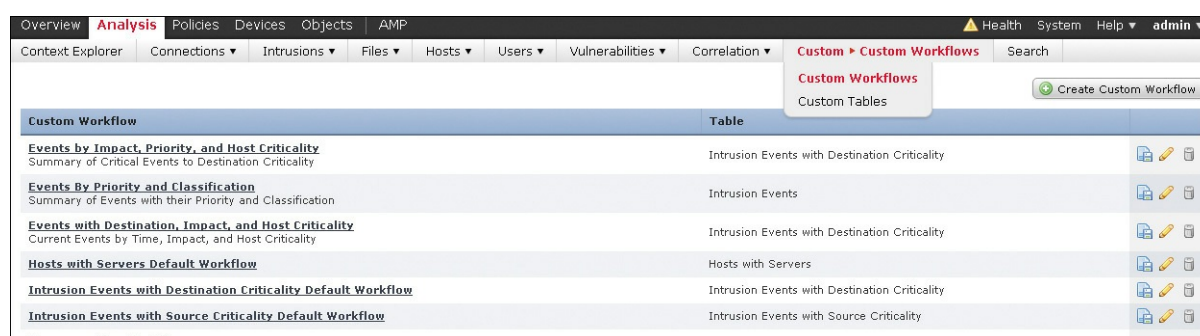 Overview Analysis Policies Devices Objects AMP Health System Help ▾ admin
Context Explorer Connections ▾ Intrusions ▾ Files ▾ Hosts ▾ Users ▾ Vulnerabilities ▾ Correlation ▾ Custom ▸ Custom Workflows Search
Custom Workflows
Custom Tables
Create Custom Workflow
Custom Workflow Table
Events by Impact, Priority, and Host Criticality
Summary of Critical Events to Destination Criticality
Intrusion Events with Destination Criticality
Events By Priority and Classification
Summary of Events with their Priority and Classification
Intrusion Events
Events with Destination, Impact, and Host Criticality
Current Events by Time, Impact, and Host Criticality
Intrusion Events with Destination Criticality
Hosts with Servers Default Workflow Hosts with Servers
Intrusion Events with Destination Criticality Default Workflow Intrusion Events with Destination Criticality
Intrusion Events with Source Criticality Default Workflow Intrusion Events with Source Criticality